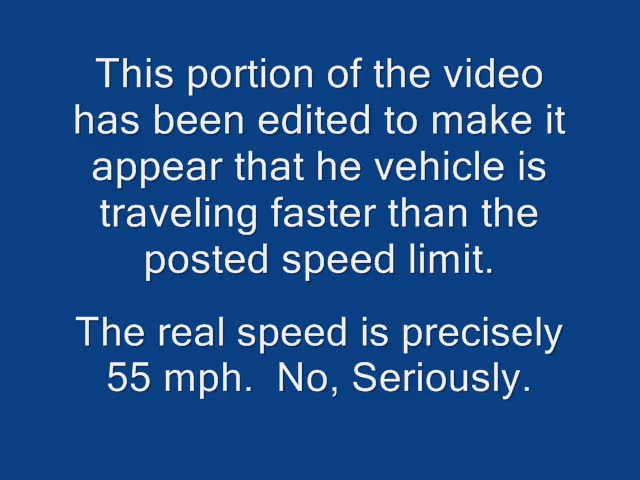 This portion of the video
has been edited to make it
appear that he vehicle is
traveling faster than the
posted speed limit.
The real speed is precisely
55 mph.  No, Seriously.